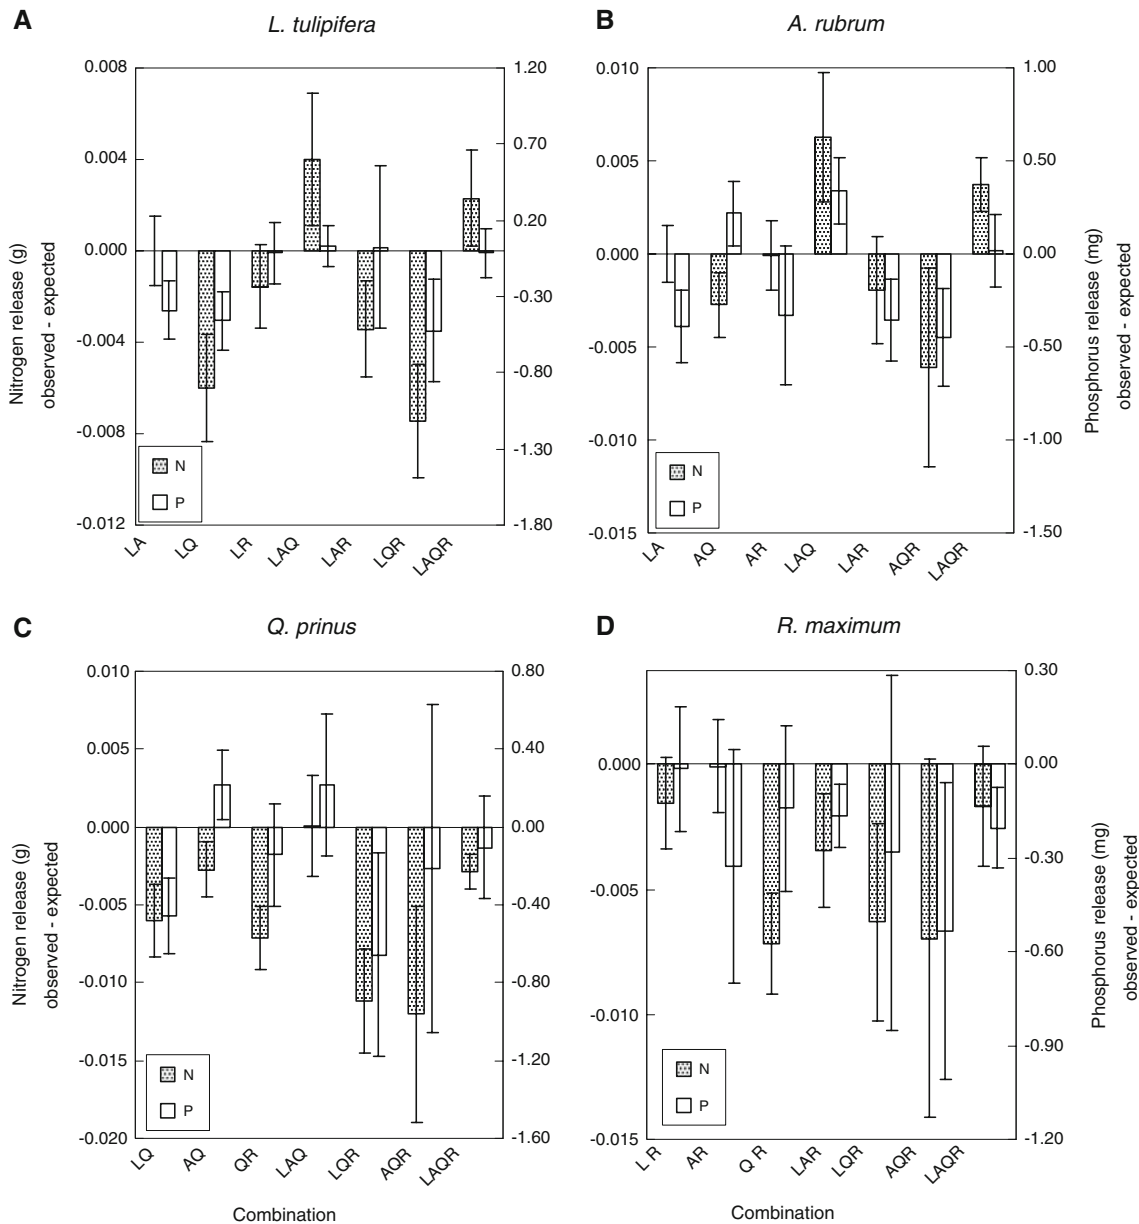 A
L. tulipifera
0.008
0.004
0.000
-0.004
-0.008
-0.012
1.20
0.70
0.20
-0.30
-0.80
-1.30
-1.80
Nitrogen release (g)
observed - expected
N
P
LA
LQ
LR
LAQ
LAR
LQR
LAQR
B
A. rubrum
0.010
0.005
0.000
-0.005
-0.010
-0.015
1.00
0.50
0.00
-0.50
-1.00
-1.50
Phosphorus release (mg)
observed - expected
N
P
LA
AQ
AR
LAQ
LAR
AQR
LAQR
C
Q. prinus
0.010
0.005
0.000
-0.005
-0.010
-0.015
-0.020
0.80
0.40
0.00
-0.40
-0.80
-1.20
-1.60
Nitrogen release (g)
observed - expected
N
P
LQ
AQ
QR
LAQ
LQR
AQR
LAQR
Combination
D
R. maximum
0.000
-0.005
-0.010
-0.015
0.30
0.00
-0.30
-0.60
-0.90
-1.20
Phosphorus release (mg)
observed - expected
N
P
L R
AR
Q R
LAR
LQR
AQR
LAQR
Combination